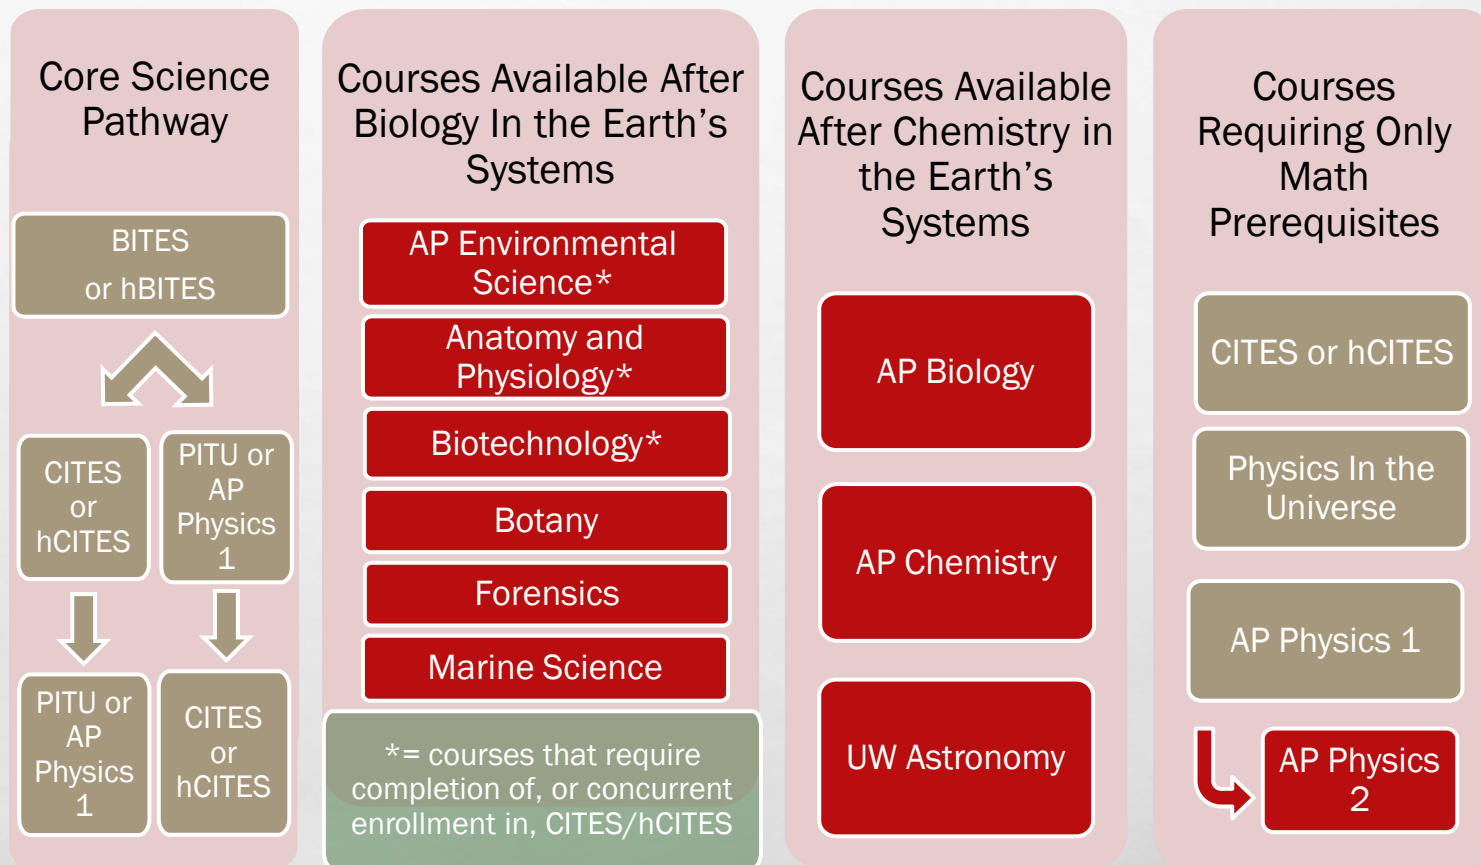 Core Science
Pathway
BITES
or hBITES
CITES
or
hCITES
PITU or
AP
Physics
1
PITU or
AP
Physics
1
CITES
or
hCITES
Courses Available After
Biology In the Earth’s
Systems
AP Environmental
Science*
Anatomy and
Physiology*
Biotechnology*
Botany
Forensics
Marine Science
*= courses that require
completion of, or concurrent
enrollment in, CITES/hCITES
Courses Available
After Chemistry in
the Earth’s
Systems
AP Biology
AP Chemistry
UW Astronomy
Courses
Requiring Only
Math
Prerequisites
CITES or hCITES
Physics In the
Universe
AP Physics 1
AP Physics
2